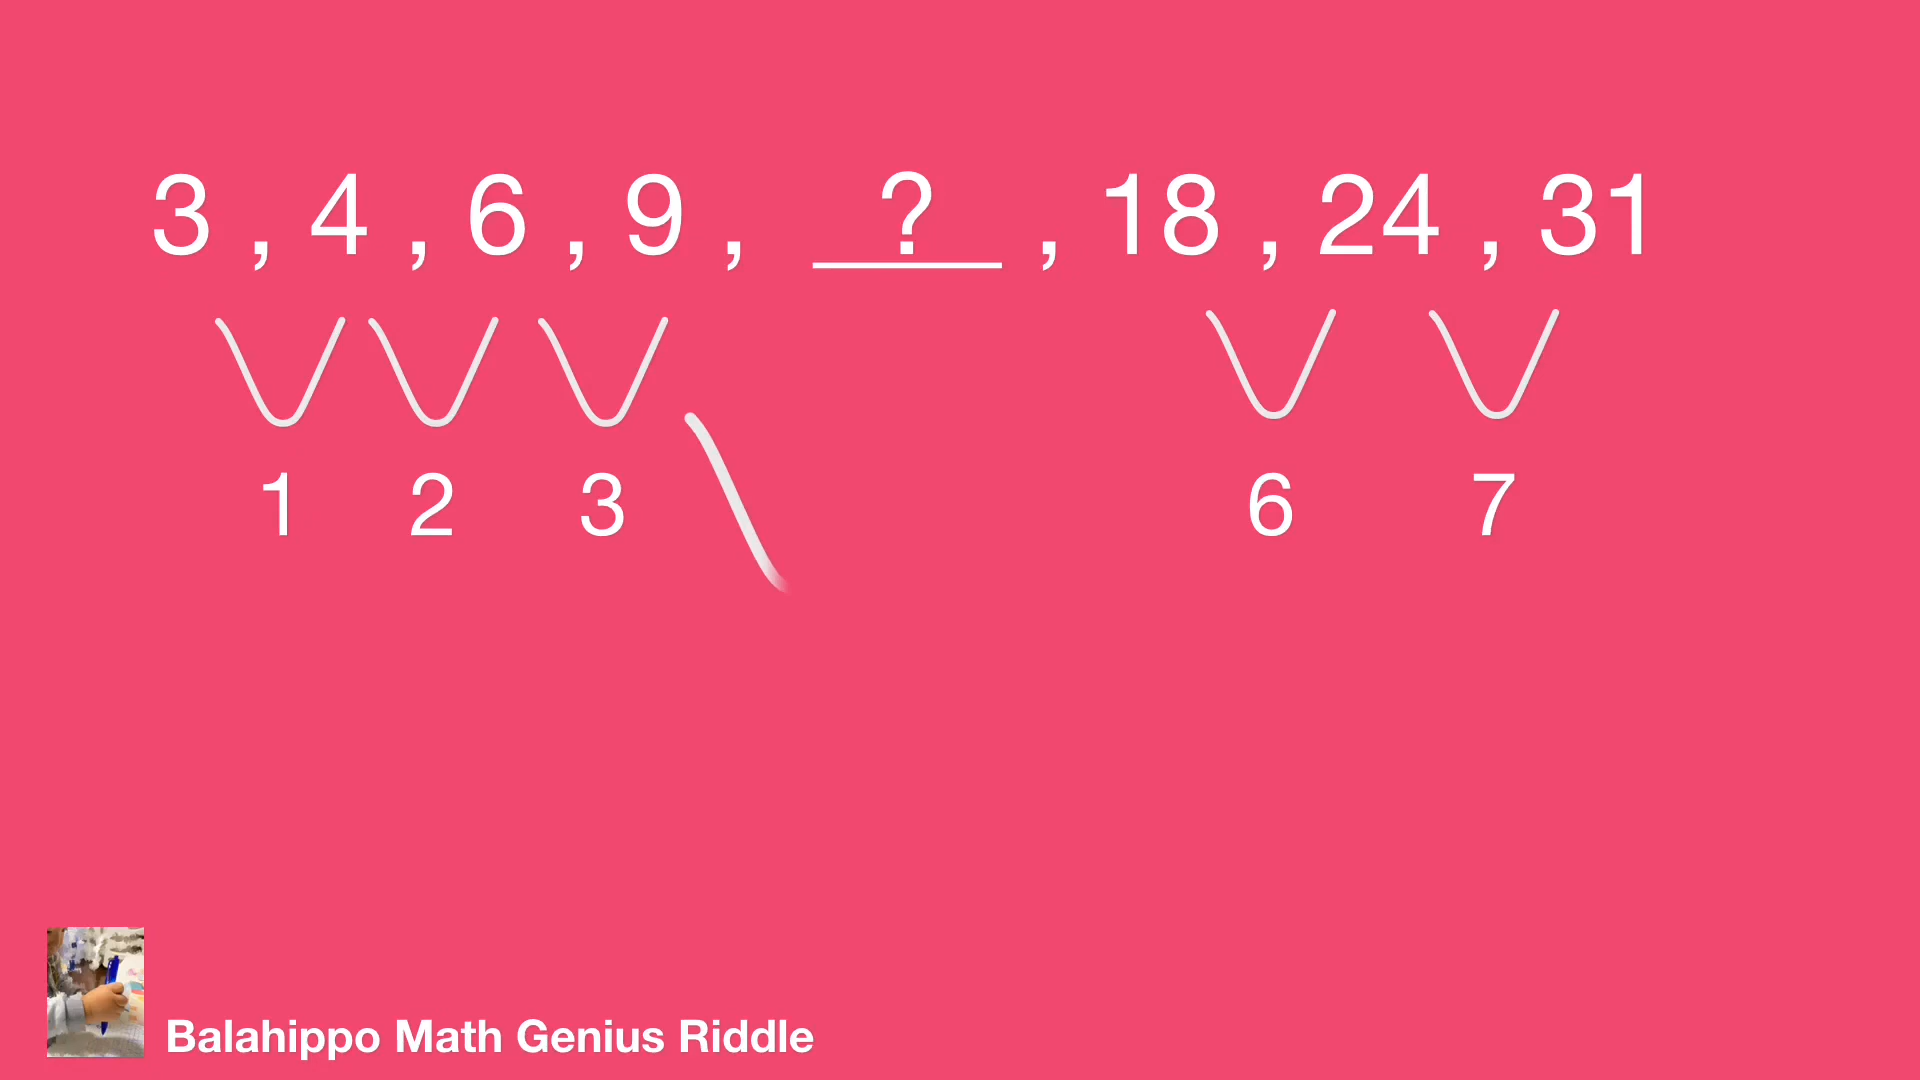 3 , 4 , 6 , 9 , ? , 18 , 24 , 31
1 2 3 6 7
Balahippo Math Genius Riddle